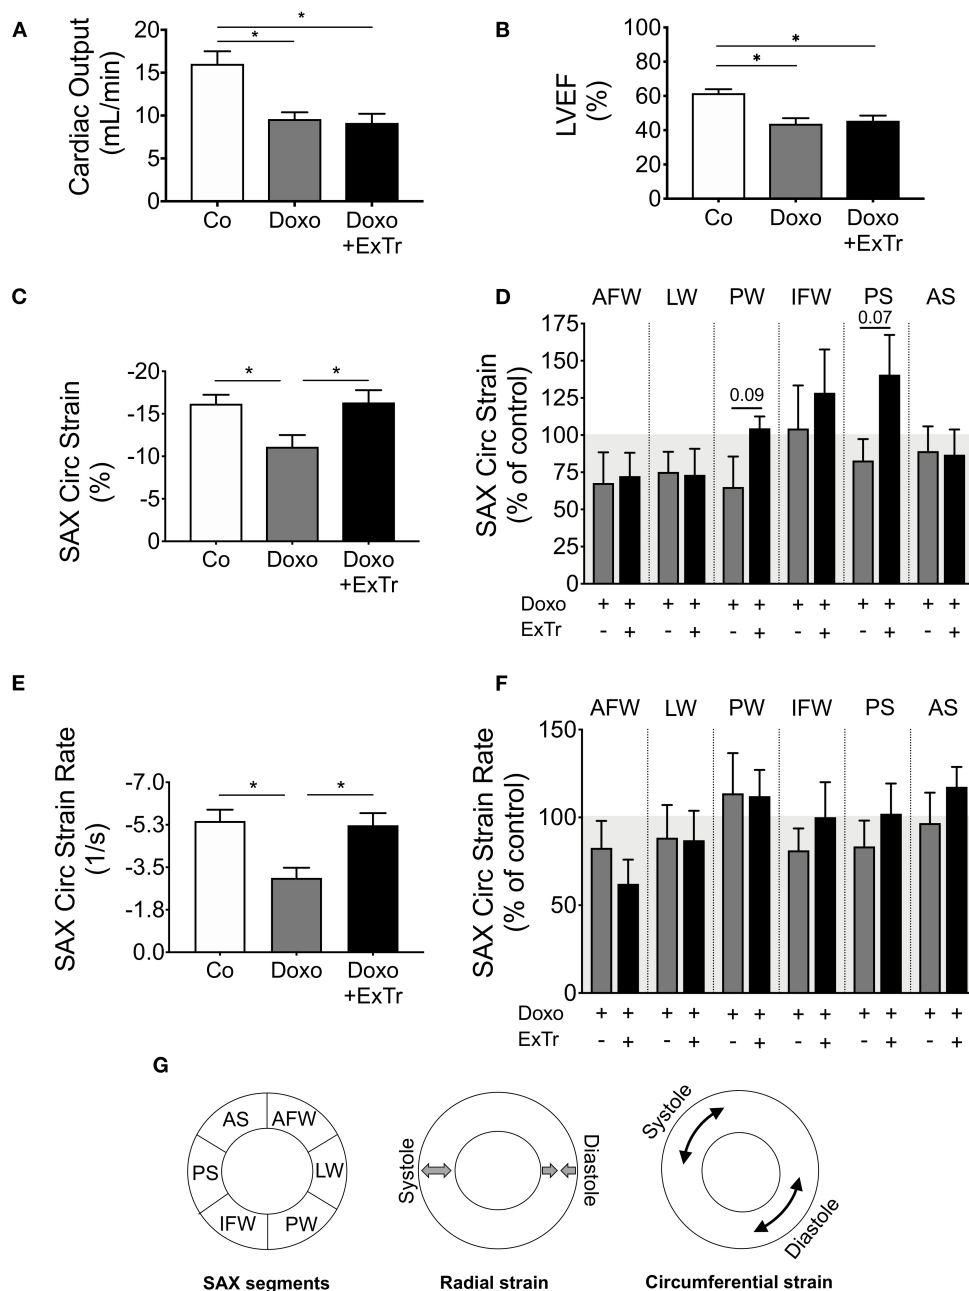 A
Cardiac Output
(mL/min)
20
15
10
5
0
*
*
Co
Doxo
Doxo
+ExTr
B
LVEF
(%)
100
80
60
40
20
0
*
*
Co
Doxo
Doxo
+ExTr
C
SAX Circ Strain
(%)
-20
-15
-10
-5
0
*
*
Co
Doxo
Doxo
+ExTr
D
AFW LW PW IFW PS AS
SAX Circ Strain
(% of control)
175
150
125
100
75
50
25
0
0.09
0.07
Doxo + + + + + + + + + + + +
ExTr - + - + - + - + - + - +
E
SAX Circ Strain Rate
(1/s)
-7.0
-5.3
-3.5
-1.8
0.0
*
*
Co
Doxo
Doxo
+ExTr
F
AFW LW PW IFW PS AS
SAX Circ Strain Rate
(% of control)
150
100
50
0
Doxo + + + + + + + + + + + +
ExTr - + - + - + - + - + - +
G
AS AFW
PS LW
IFW PW
SAX segments
Systole
Diastole
Radial strain
Systole
Diastole
Circumferential strain